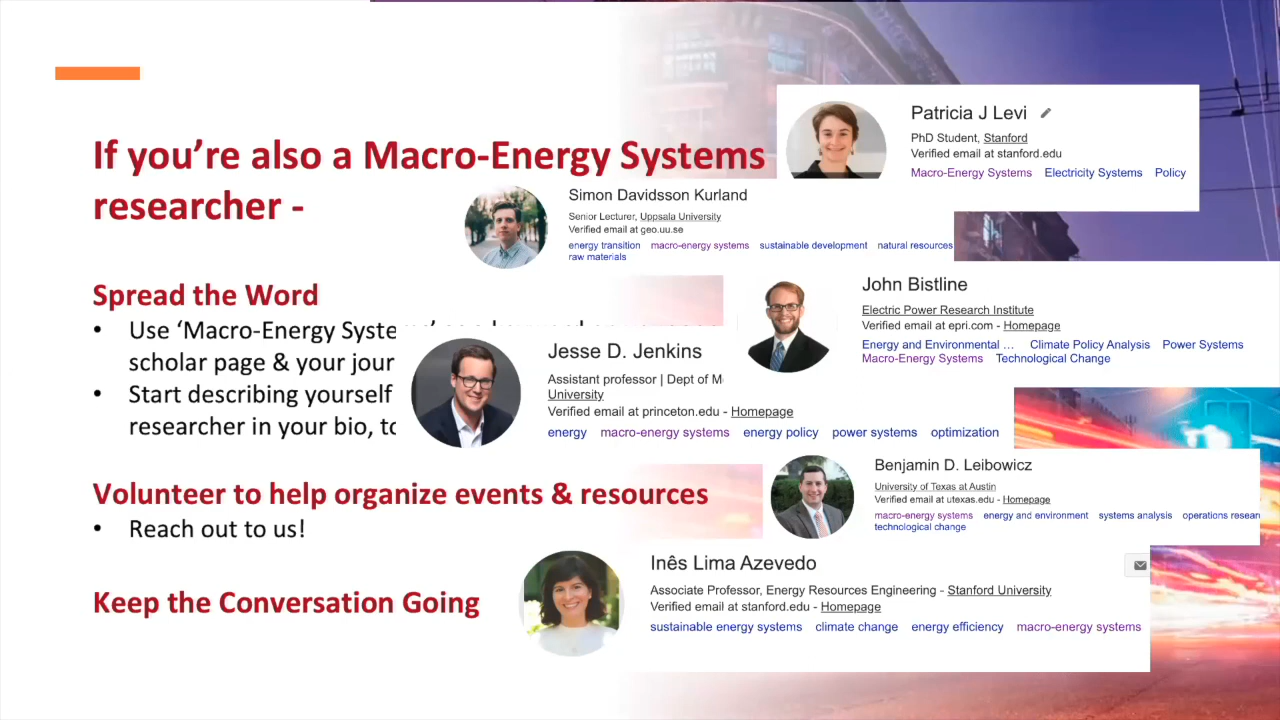 If you’re also a Macro-Energy Systems
researcher -
Patricia J Levi
PhD Student, Stanford
Verified email at stanford.edu
Macro-Energy Systems Electricity Systems Policy
Simon Davidsson Kurland
Senior Lecturer, Uppsala University
Verified email at geo.uu.se
energy transition macro-energy systems sustainable development natural resources
raw materials
Spread the Word
• Use ‘Macro-Energy Syste
scholar page & your jour
• Start describing yourself
researcher in your bio, to
John Bistline
Electric Power Research Institute
Verified email at epri.com - Homepage
Energy and Environmental … Climate Policy Analysis Power Systems
Macro-Energy Systems Technological Change
Jesse D. Jenkins
Assistant professor | Dept of M
University
Verified email at princeton.edu - Homepage
energy macro-energy systems energy policy power systems optimization
Volunteer to help organize events & resources
• Reach out to us!
Benjamin D. Leibowicz
University of Texas at Austin
Verified email at utexas.edu - Homepage
macro-energy systems energy and environment systems analysis operations resear
technological change
Keep the Conversation Going
Inês Lima Azevedo
Associate Professor, Energy Resources Engineering - Stanford University
Verified email at stanford.edu - Homepage
sustainable energy systems climate change energy efficiency macro-energy systems